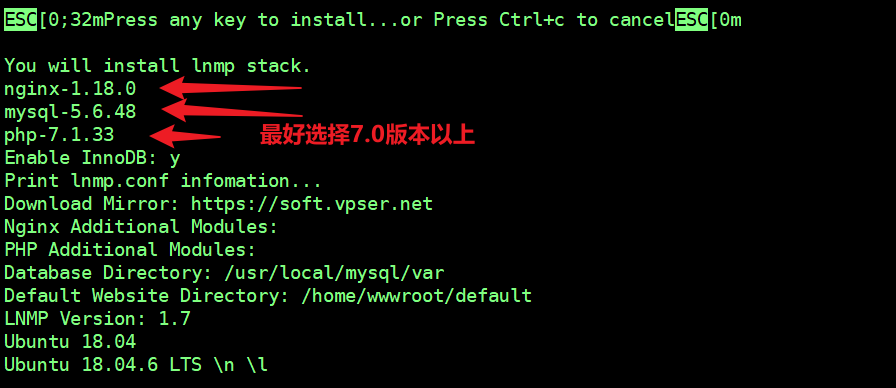 ESC[0;32mPress any key to install...or Press Ctrl+c to cancelESC[0m
You will install lnmp stack.
nginx-1.18.0
mysql-5.6.48
php-7.1.33
最好选择7.0版本以上
Enable InnoDB: y
Print lnmp.conf infomation...
Download Mirror: https://soft.vpser.net
Nginx Additional Modules:
PHP Additional Modules:
Database Directory: /usr/local/mysql/var
Default Website Directory: /home/wwwroot/default
LNMP Version: 1.7
Ubuntu 18.04
Ubuntu 18.04.6 LTS \n \l